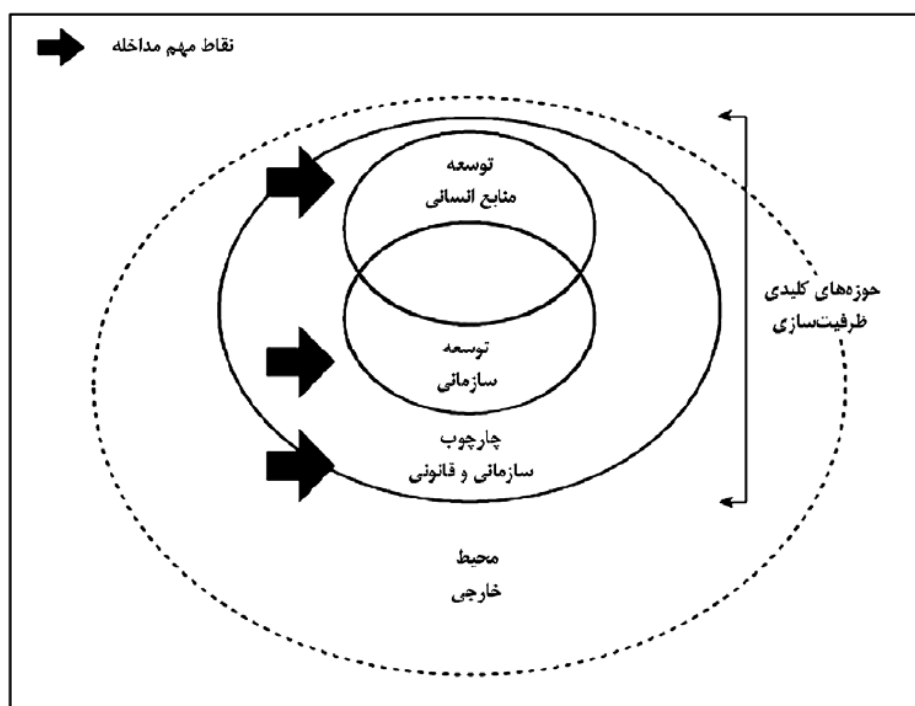 نقاط مهم مداخله
توسعه
منابع انسانی
حوزه‌های کلیدی
ظرفیت‌سازی
توسعه
سازمانی
چارچوب
سازمانی و قانونی
محیط
خارجی